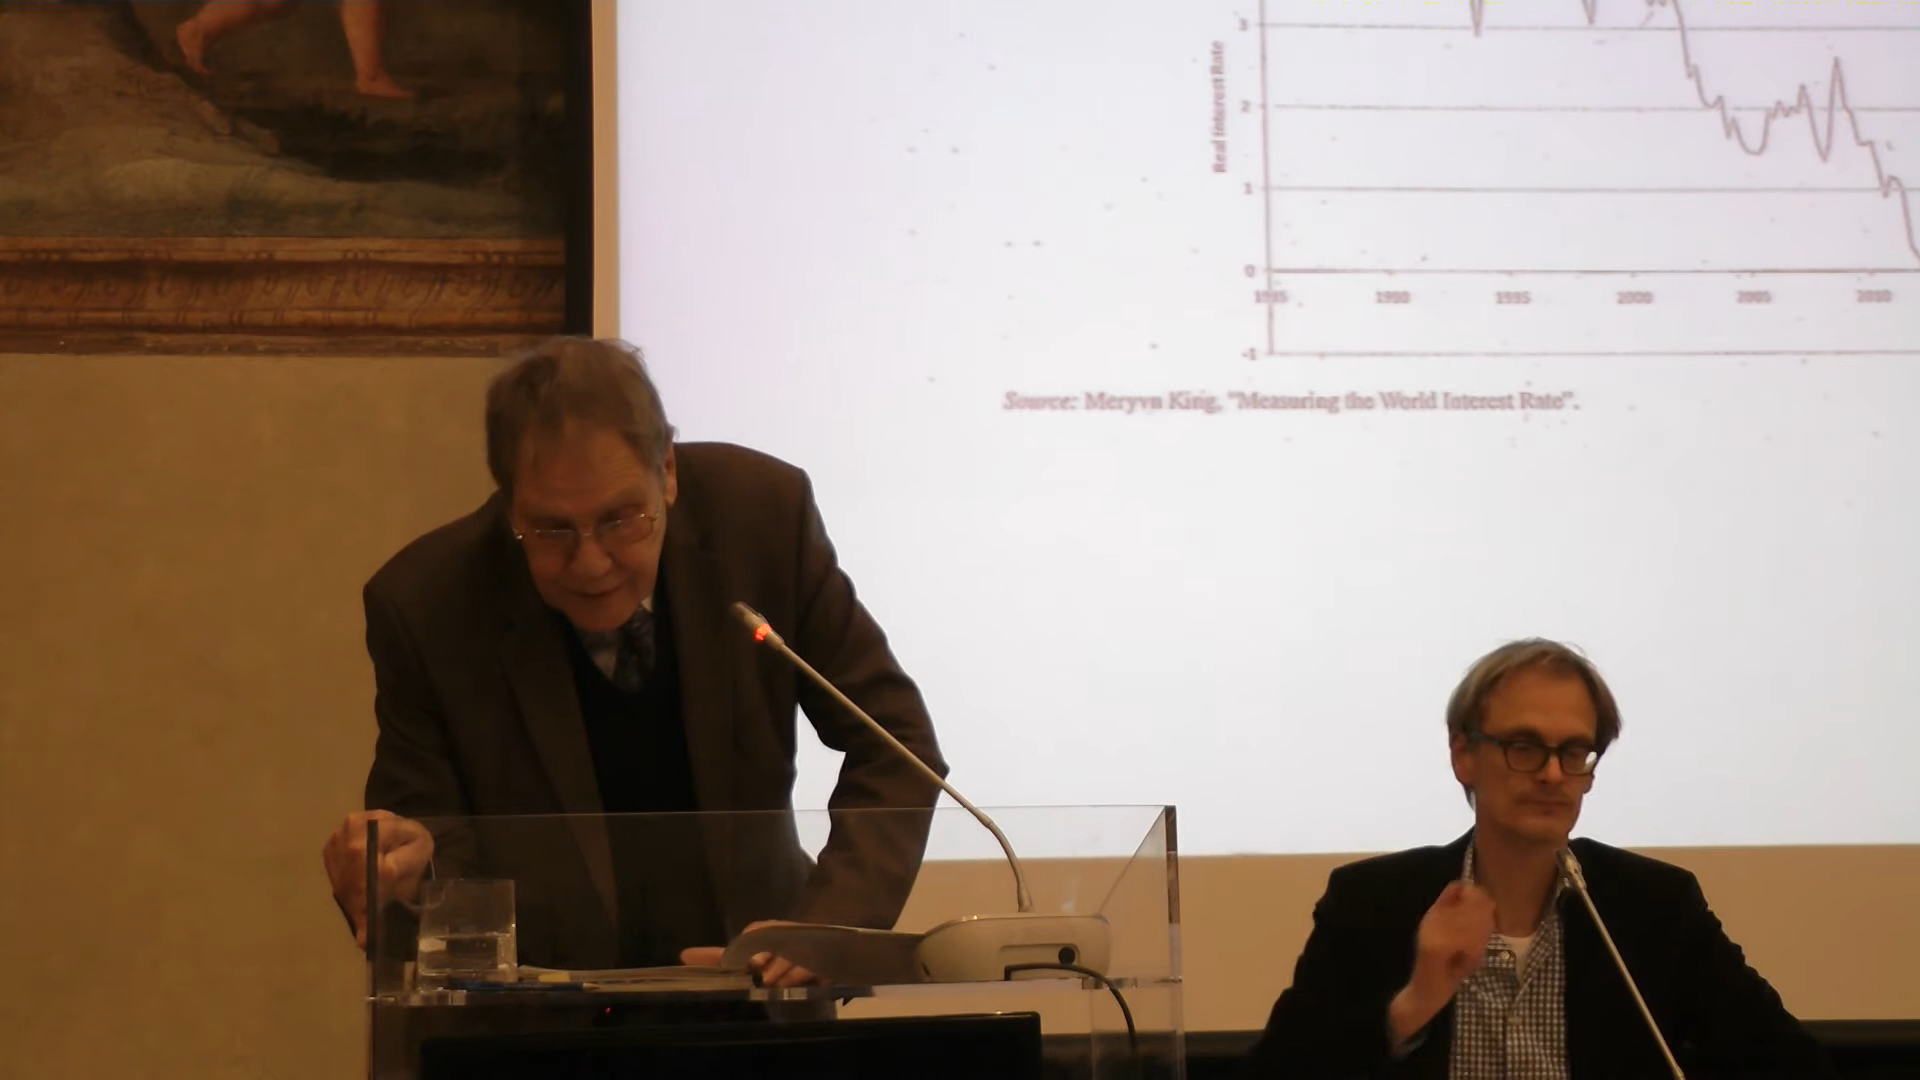 Real Interest Rate
3
2
1
0
1985 1990 1995 2000 2005 2010
-1
Source: Meryvn King, "Measuring the World Interest Rate".